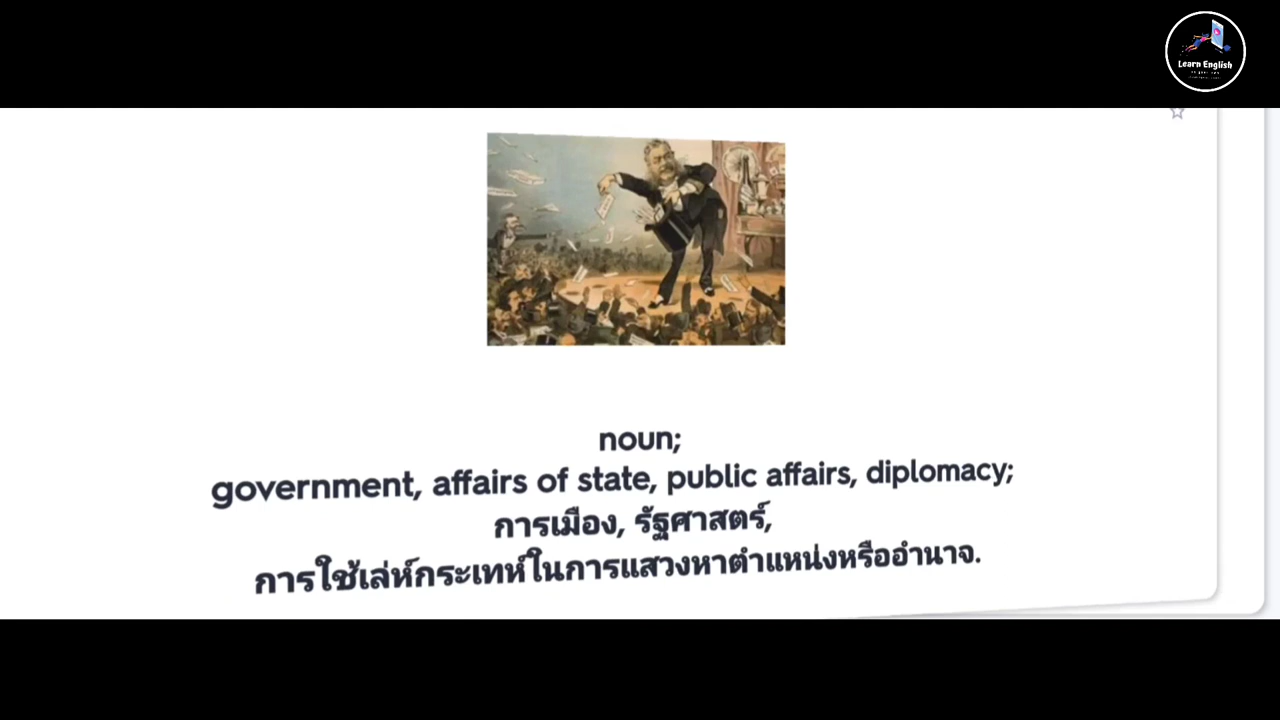 Learn English
noun;
government, affairs of state, public affairs, diplomacy;
การเมือง, รัฐศาสตร์,
การใช้เล่ห์กระเทห์ในการแสวงหาตำแหน่งหรืออำนาจ.